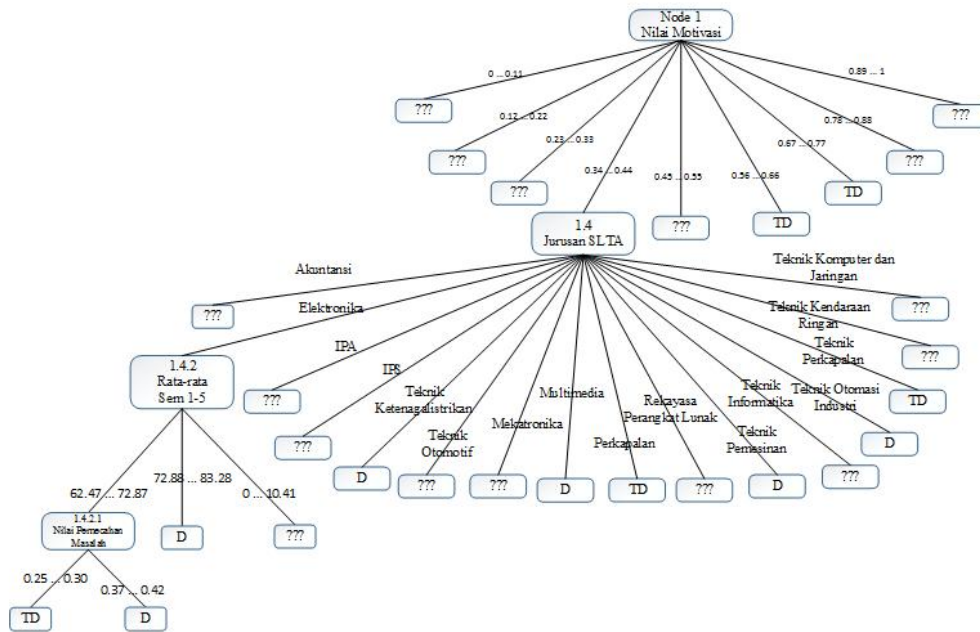 Node 1
Nilai Motivasi
0 ... 0.11
0.89 ... 1
???
???
0.12 ... 0.22
0.78 ... 0.88
0.23 ... 0.33
0.67 ... 0.77
???
???
0.34 ... 0.44
0.45 ... 0.55
0.56 ... 0.66
???
TD
1.4
Jurusan SLTA
???
TD
Akuntansi
Teknik Komputer dan
Jaringan
???
Elektronika
???
Teknik Kendaraan
Ringan
IPA
Teknik
Perkapalan
???
1.4.2
Rata-rata
Sem 1-5
IPS
Teknik
Ketenagalistrikan
Multimedia
Rekayasa
Perangkat Lunak
Teknik
Informatika
Teknik Otomasi
Industri
???
TD
Teknik
Otomotif
Mekatronika
Perkapalan
Teknik
Pemesinan
???
D
D
???
???
D
TD
???
D
???
62.47 ... 72.87
72.88 ... 83.28
0 ... 10.41
1.4.2.1
Nilai Pemecahan
Masalah
D
???
0.25 ... 0.30
0.37 ... 0.42
TD
D